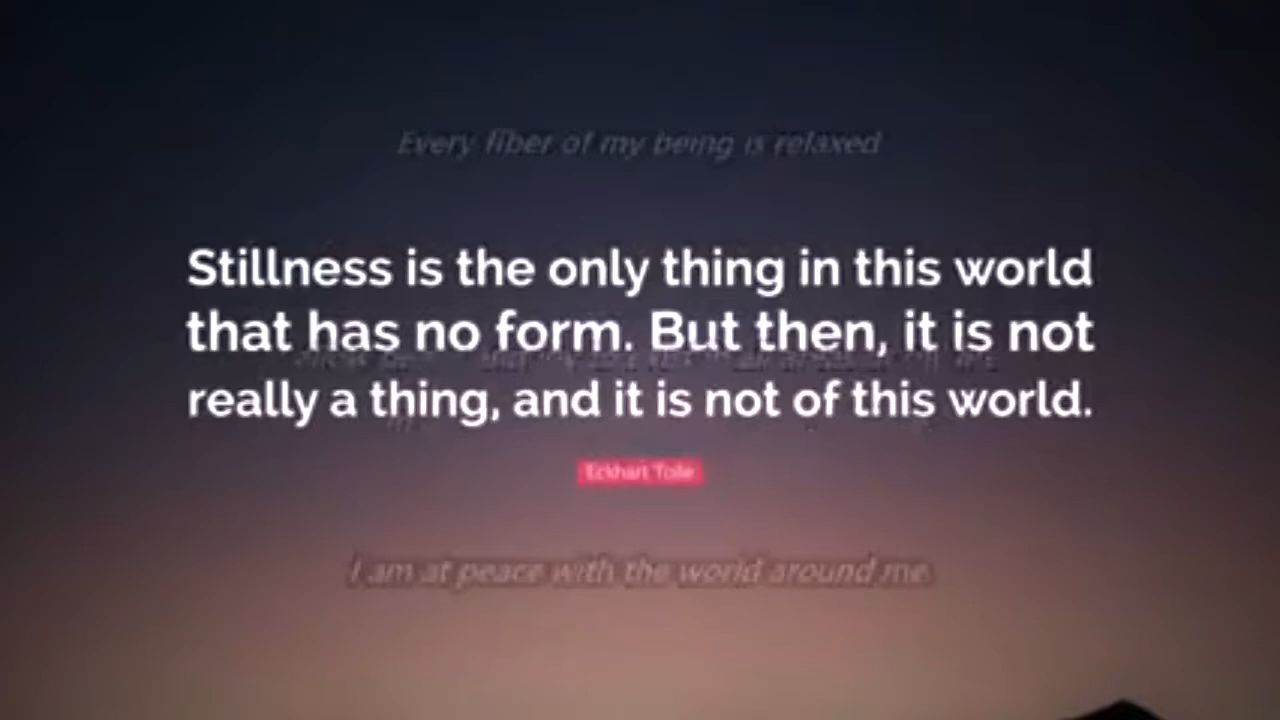 Every fiber of my being is relaxed
Stillness is the only thing in this world
that has no form. But then, it is not
really a thing, and it is not of this world.
Eckhart Tolle
I am at peace with the world around me